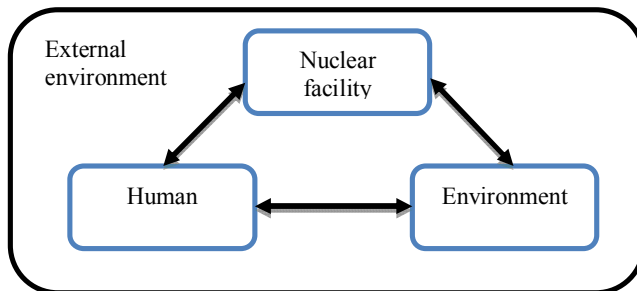 External
environment
Nuclear
facility
Human
Environment